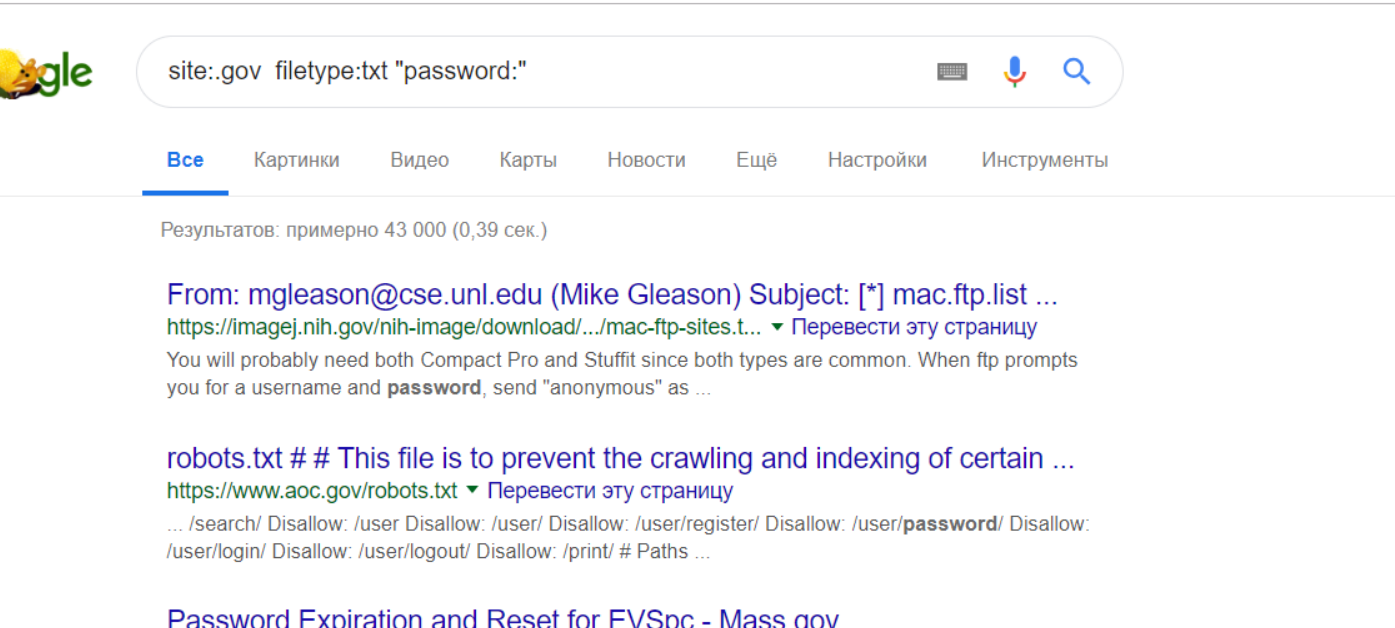 gle
site:.gov filetype:txt "password:"
Все Картинки Видео Карты Новости Ещё Настройки Инструменты
Результатов: примерно 43 000 (0,39 сек.)
From: mgleason@cse.unl.edu (Mike Gleason) Subject: [*] mac.ftp.list ...
https://imagej.nih.gov/nih-image/download/.../mac-ftp-sites.t... Перевести эту страницу
You will probably need both Compact Pro and Stuffit since both types are common. When ftp prompts
you for a username and password, send "anonymous" as ...
robots.txt # # This file is to prevent the crawling and indexing of certain ...
https://www.aoc.gov/robots.txt Перевести эту страницу
... /search/ Disallow: /user Disallow: /user/ Disallow: /user/register/ Disallow: /user/password/ Disallow:
/user/login/ Disallow: /user/logout/ Disallow: /print/ # Paths ...
Password Expiration and Reset for EVSpc - Mass.gov